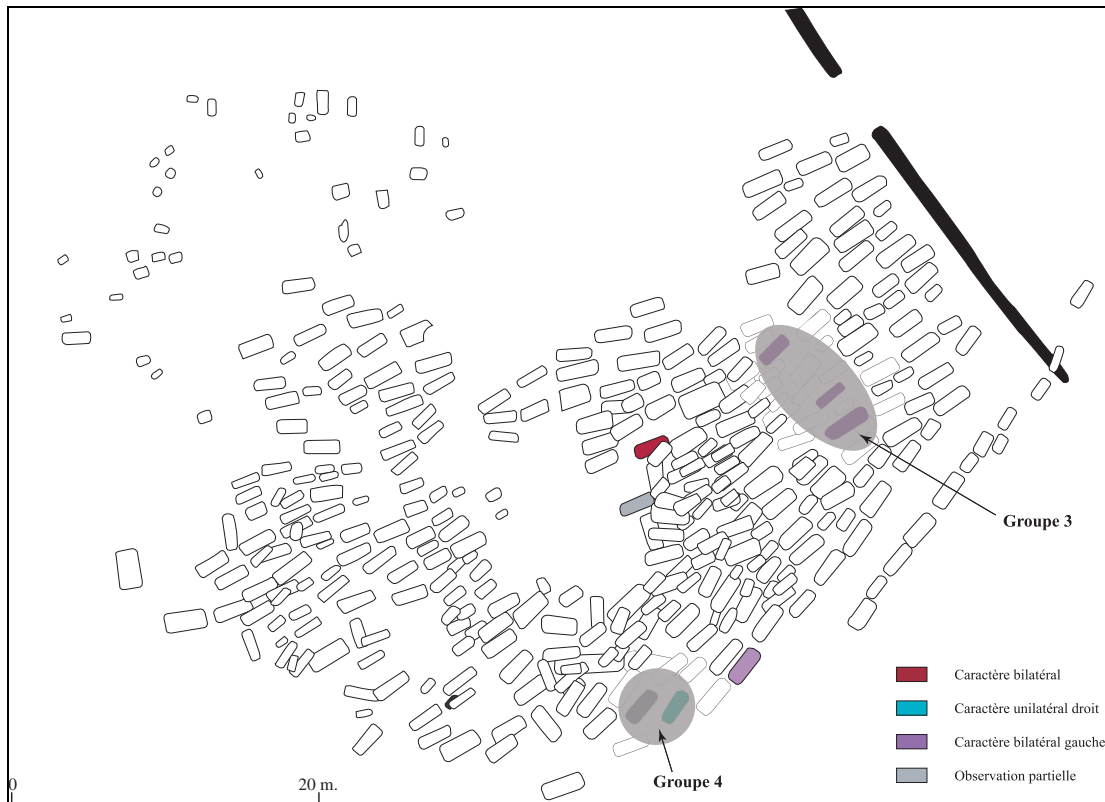 Groupe 3
Caractère bilatéral
Caractère unilatéral droit
Caractère bilatéral gauche
Observation partielle
Groupe 4
0
20 m.